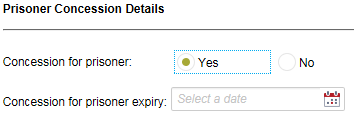 Prisoner Concession Details
Concession for prisoner: Yes No
Concession for prisoner expiry: Select a date